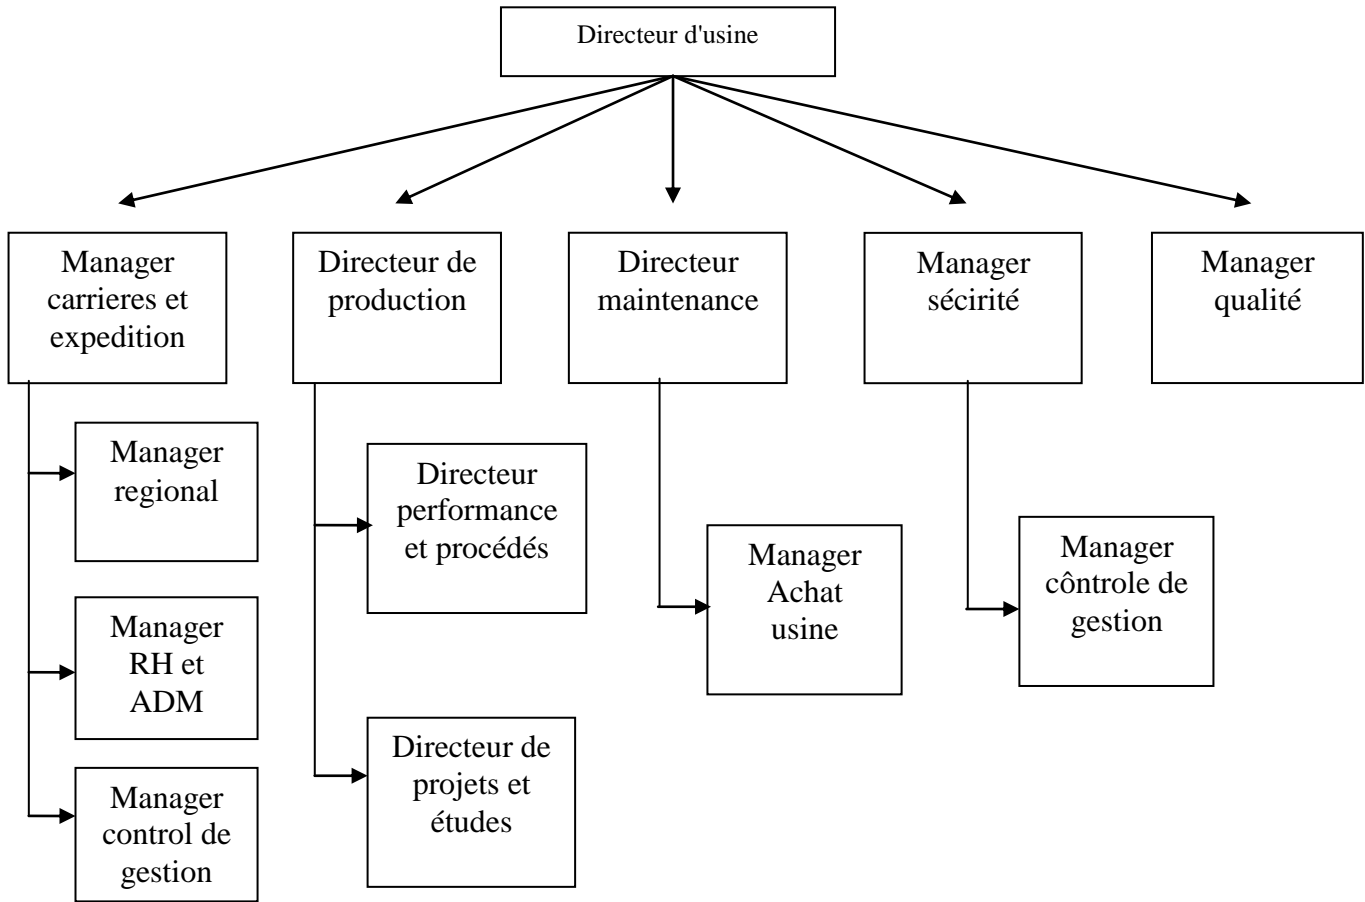 Directeur d'usine
Manager
carrieres et
expedition
Directeur de
production
Directeur
maintenance
Manager
sécirité
Manager
qualité
Manager
regional
Manager
RH et
ADM
Manager
control de
gestion
Directeur
performance
et procédés
Directeur de
projets et
études
Manager
Achat
usine
Manager
côntrole de
gestion